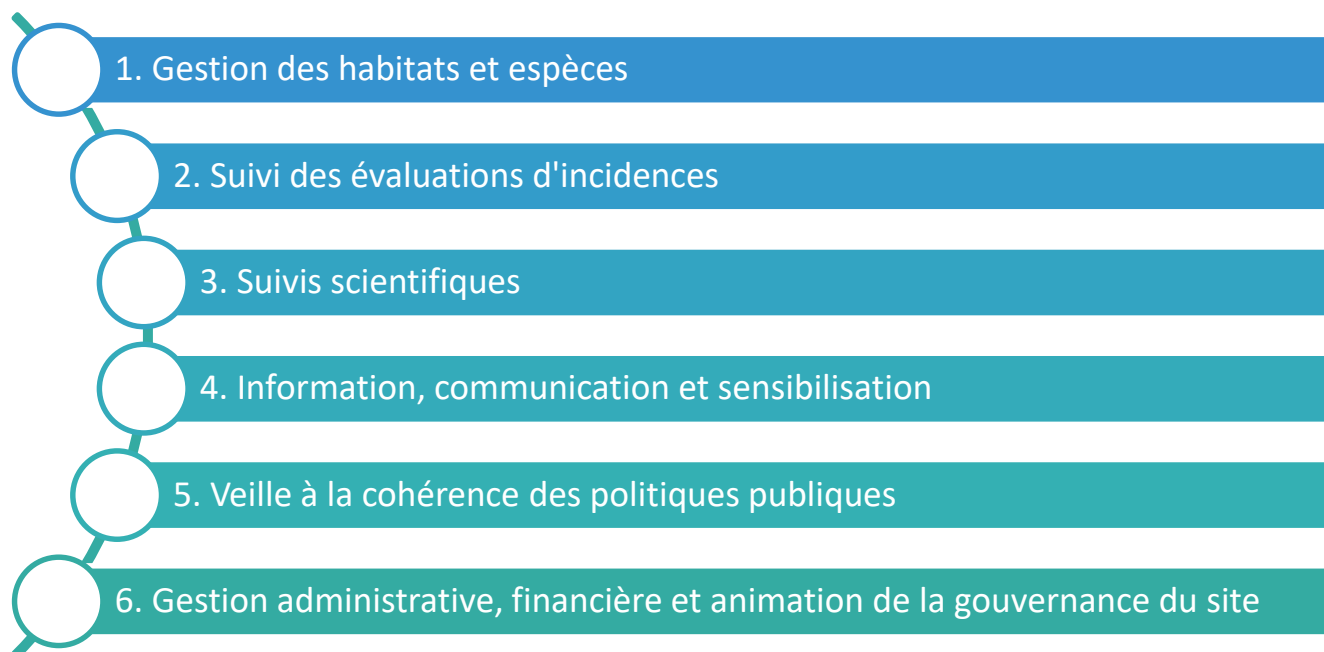 1. Gestion des habitats et espèces
2. Suivi des évaluations d'incidences
3. Suivis scientifiques
4. Information, communication et sensibilisation
5. Veille à la cohérence des politiques publiques
6. Gestion administrative, financière et animation de la gouvernance du site